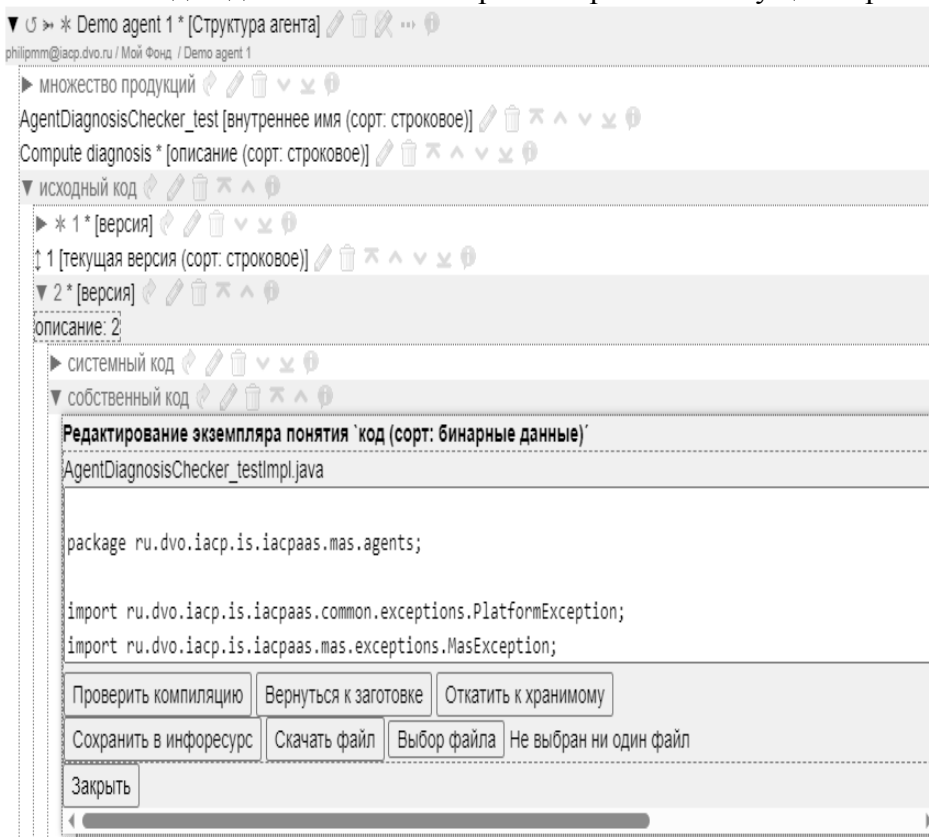 Demo agent 1 * [Структура агента]
philipmm@iacp.dvo.ru / Мой Фонд / Demo agent 1
множество продукций
AgentDiagnosisChecker_test [внутреннее имя (сорт: строковое)]
Compute diagnosis * [описание (сорт: строковое)]
исходный код
* 1 * [версия]
1 [текущая версия (сорт: строковое)]
2 * [версия]
описание: 2
системный код
собственный код
Редактирование экземпляра понятия `код (сорт: бинарные данные)´
AgentDiagnosisChecker_testImpl.java
package ru.dvo.iacp.is.iacpaas.mas.agents;
import ru.dvo.iacp.is.iacpaas.common.exceptions.PlatformException;
import ru.dvo.iacp.is.iacpaas.mas.exceptions.MasException;
Проверить компиляцию Вернуться к заготовке Откатить к хранимому
Сохранить в инфоресурс Скачать файл Выбор файла Не выбран ни один файл
Закрыть